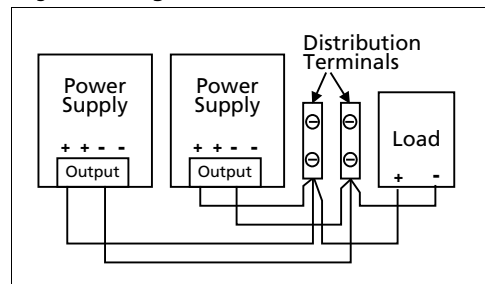 Distribution
Terminals
Power
Supply
+ + - -
Output
Power
Supply
+ + - -
Output
Load
+ -